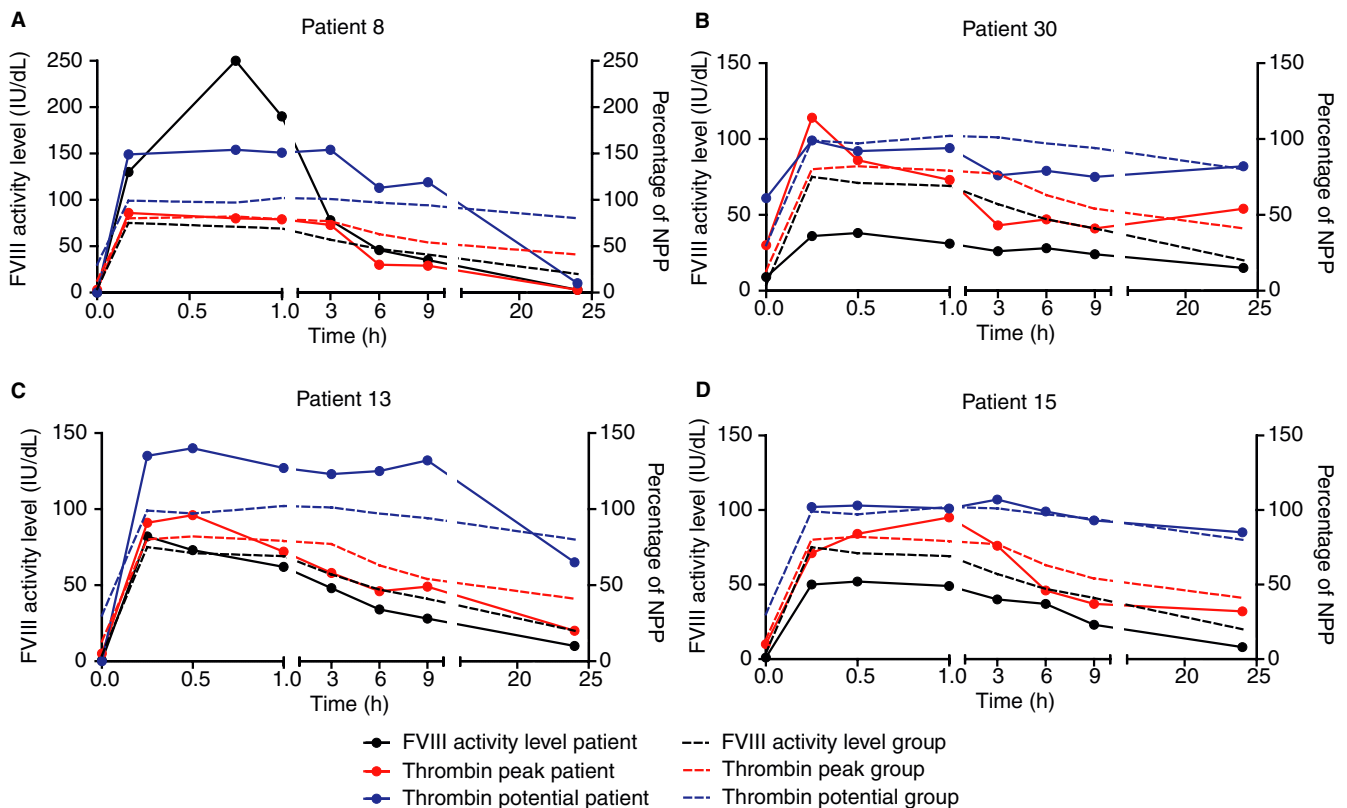 A
Patient 8
FVIII activity level (IU/dL)
250
200
150
100
50
0
250
200
150
100
50
0
Percentage of NPP
0.0
0.5
1.0
3
6
9
20
25
Time (h)
B
Patient 30
FVIII activity level (IU/dL)
150
100
50
0
150
100
50
0
Percentage of NPP
0.0
0.5
1.0
3
6
9
20
25
Time (h)
C
Patient 13
FVIII activity level (IU/dL)
150
100
50
0
150
100
50
0
Percentage of NPP
0.0
0.5
1.0
3
6
9
20
25
Time (h)
D
Patient 15
FVIII activity level (IU/dL)
150
100
50
0
150
100
50
0
Percentage of NPP
0.0
0.5
1.0
3
6
9
20
25
Time (h)
FVIII activity level patient
Thrombin peak patient
Thrombin potential patient
FVIII activity level group
Thrombin peak group
Thrombin potential group